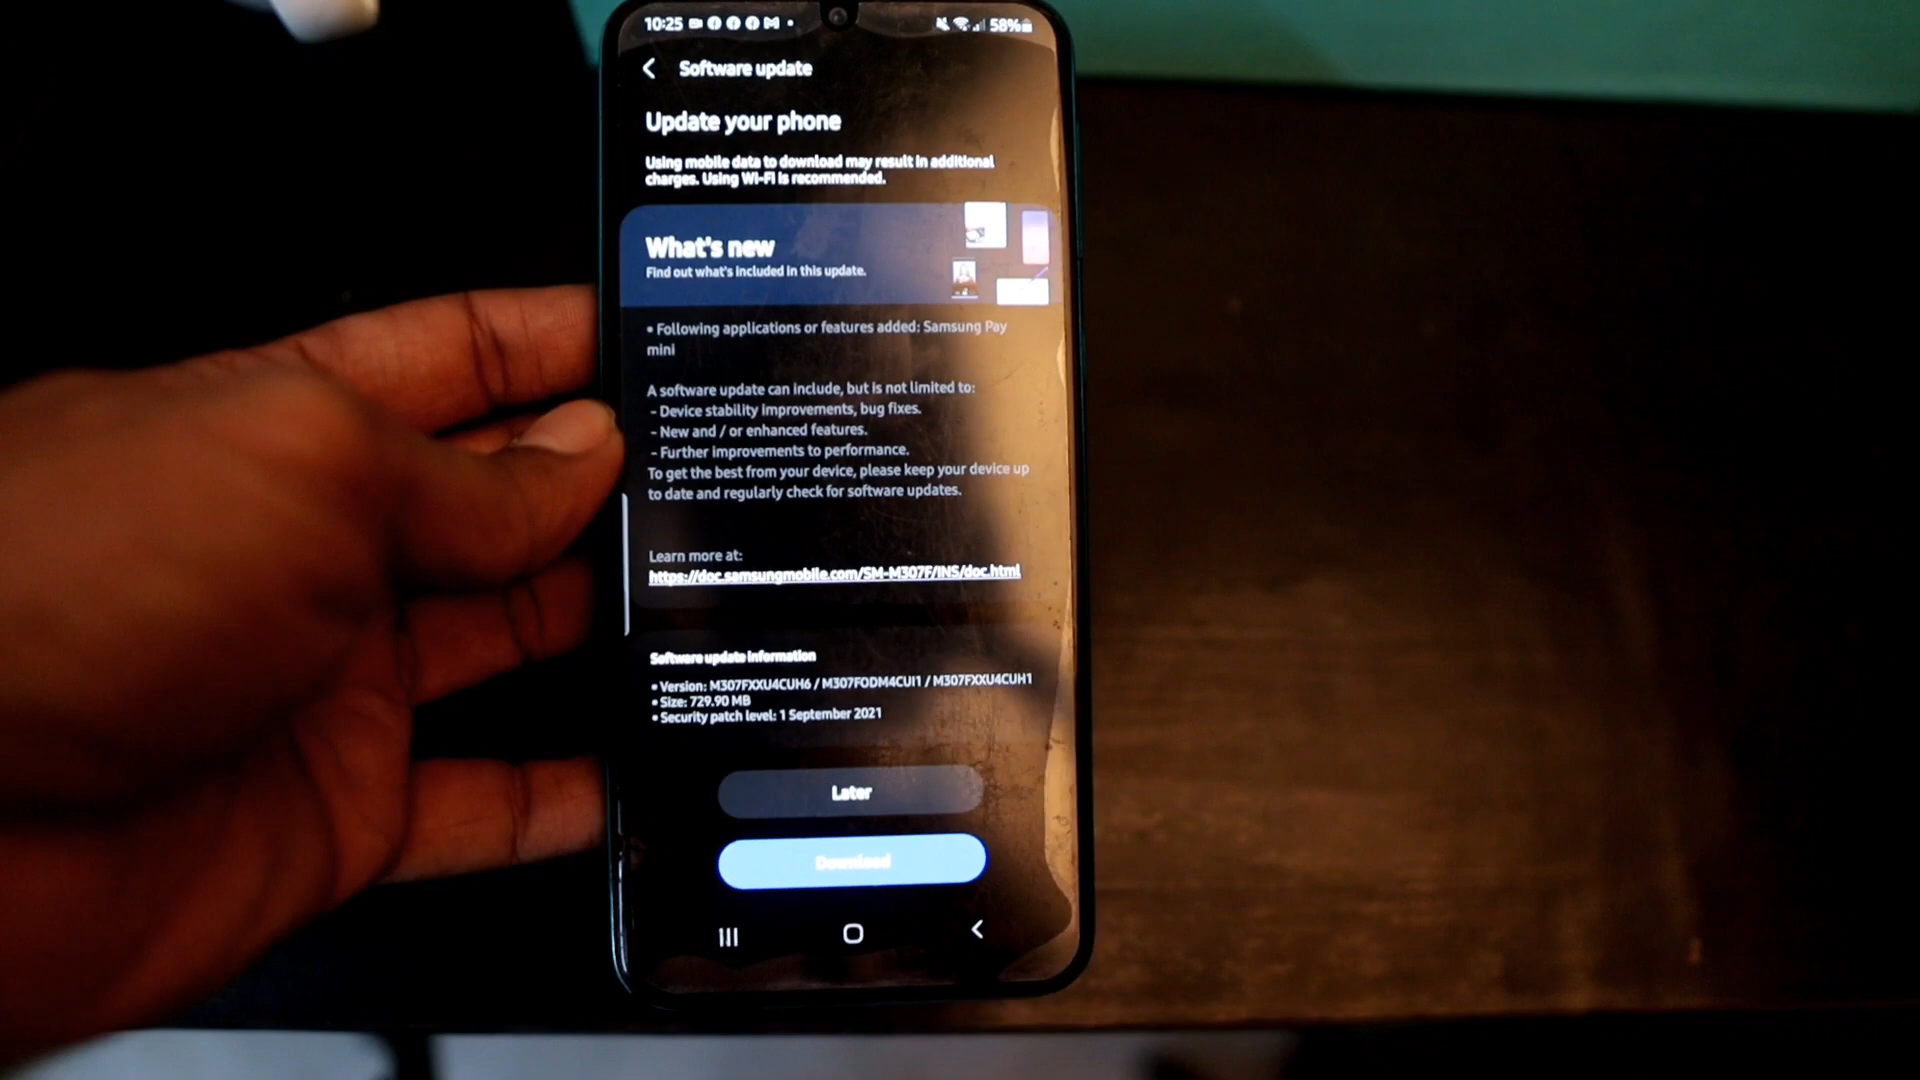 10:25 58%
Software update
Update your phone
Using mobile data to download may result in additional
charges. Using Wi-Fi is recommended.
What's new
Find out what's included in this update.
• Following applications or features added: Samsung Pay
mini
A software update can include, but is not limited to:
- Device stability improvements, bug fixes.
- New and / or enhanced features.
- Further improvements to performance.
To get the best from your device, please keep your device up
to date and regularly check for software updates.
Learn more at:
https://doc.samsungmobile.com/SM-M307F/INS/doc.html
Software update information
• Version: M307FXXU4CUH6 / M307FODM4CUI1 / M307FXXU4CUH1
• Size: 729.90 MB
• Security patch level: 1 September 2021
Later
Download